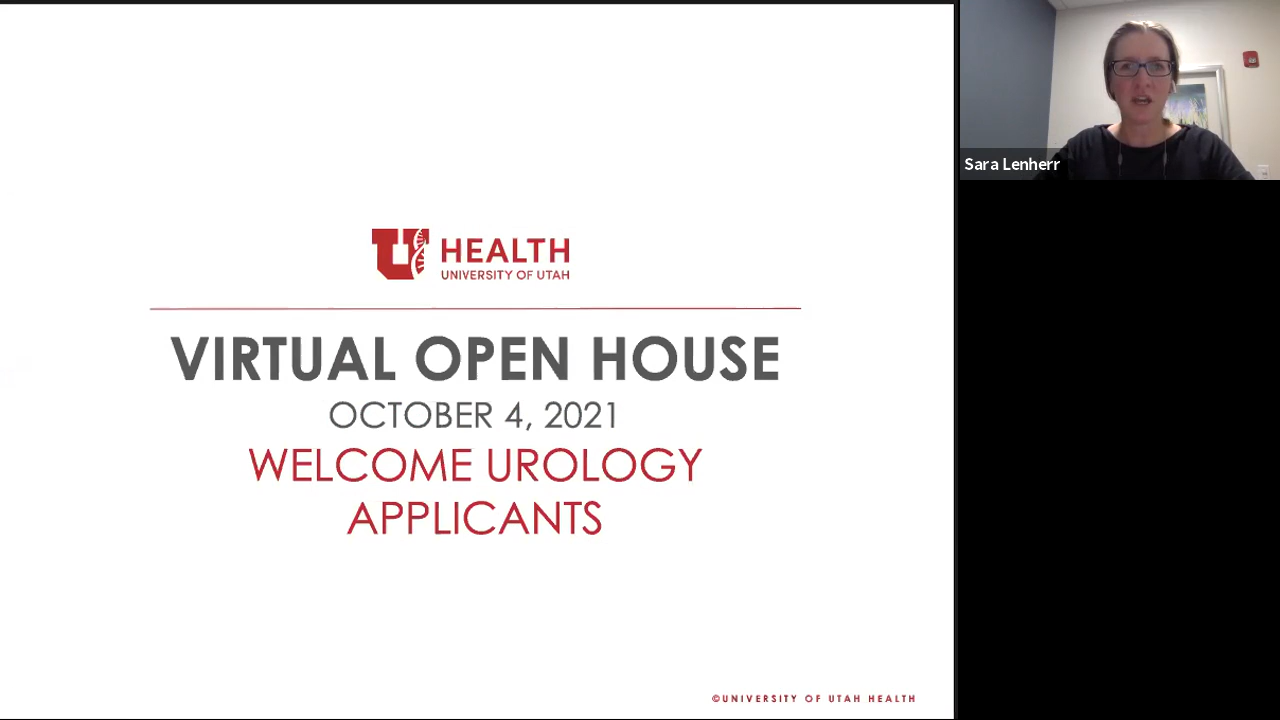 HEALTH
UNIVERSITY OF UTAH
VIRTUAL OPEN HOUSE
OCTOBER 4, 2021
WELCOME UROLOGY
APPLICANTS
©UNIVERSITY OF UTAH HEALTH
Sara Lenherr